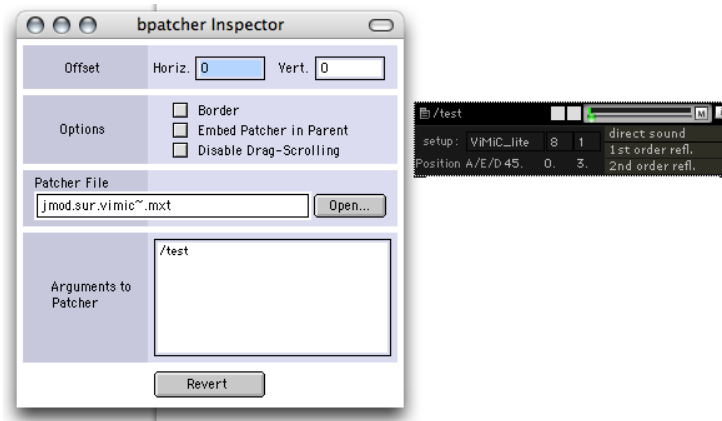 bpatcher Inspector
Offset
Horiz. 0
Vert. 0
Options
Border
Embed Patcher in Parent
Disable Drag-Scrolling
Patcher File
jmod.sur.vimic~.mxt
Open...
Arguments to
Patcher
/test
Revert
/test
M
setup: ViMiC_lite 8 1
Position A/E/D 45. 0. 3.
direct sound
1st order refl.
2nd order refl.